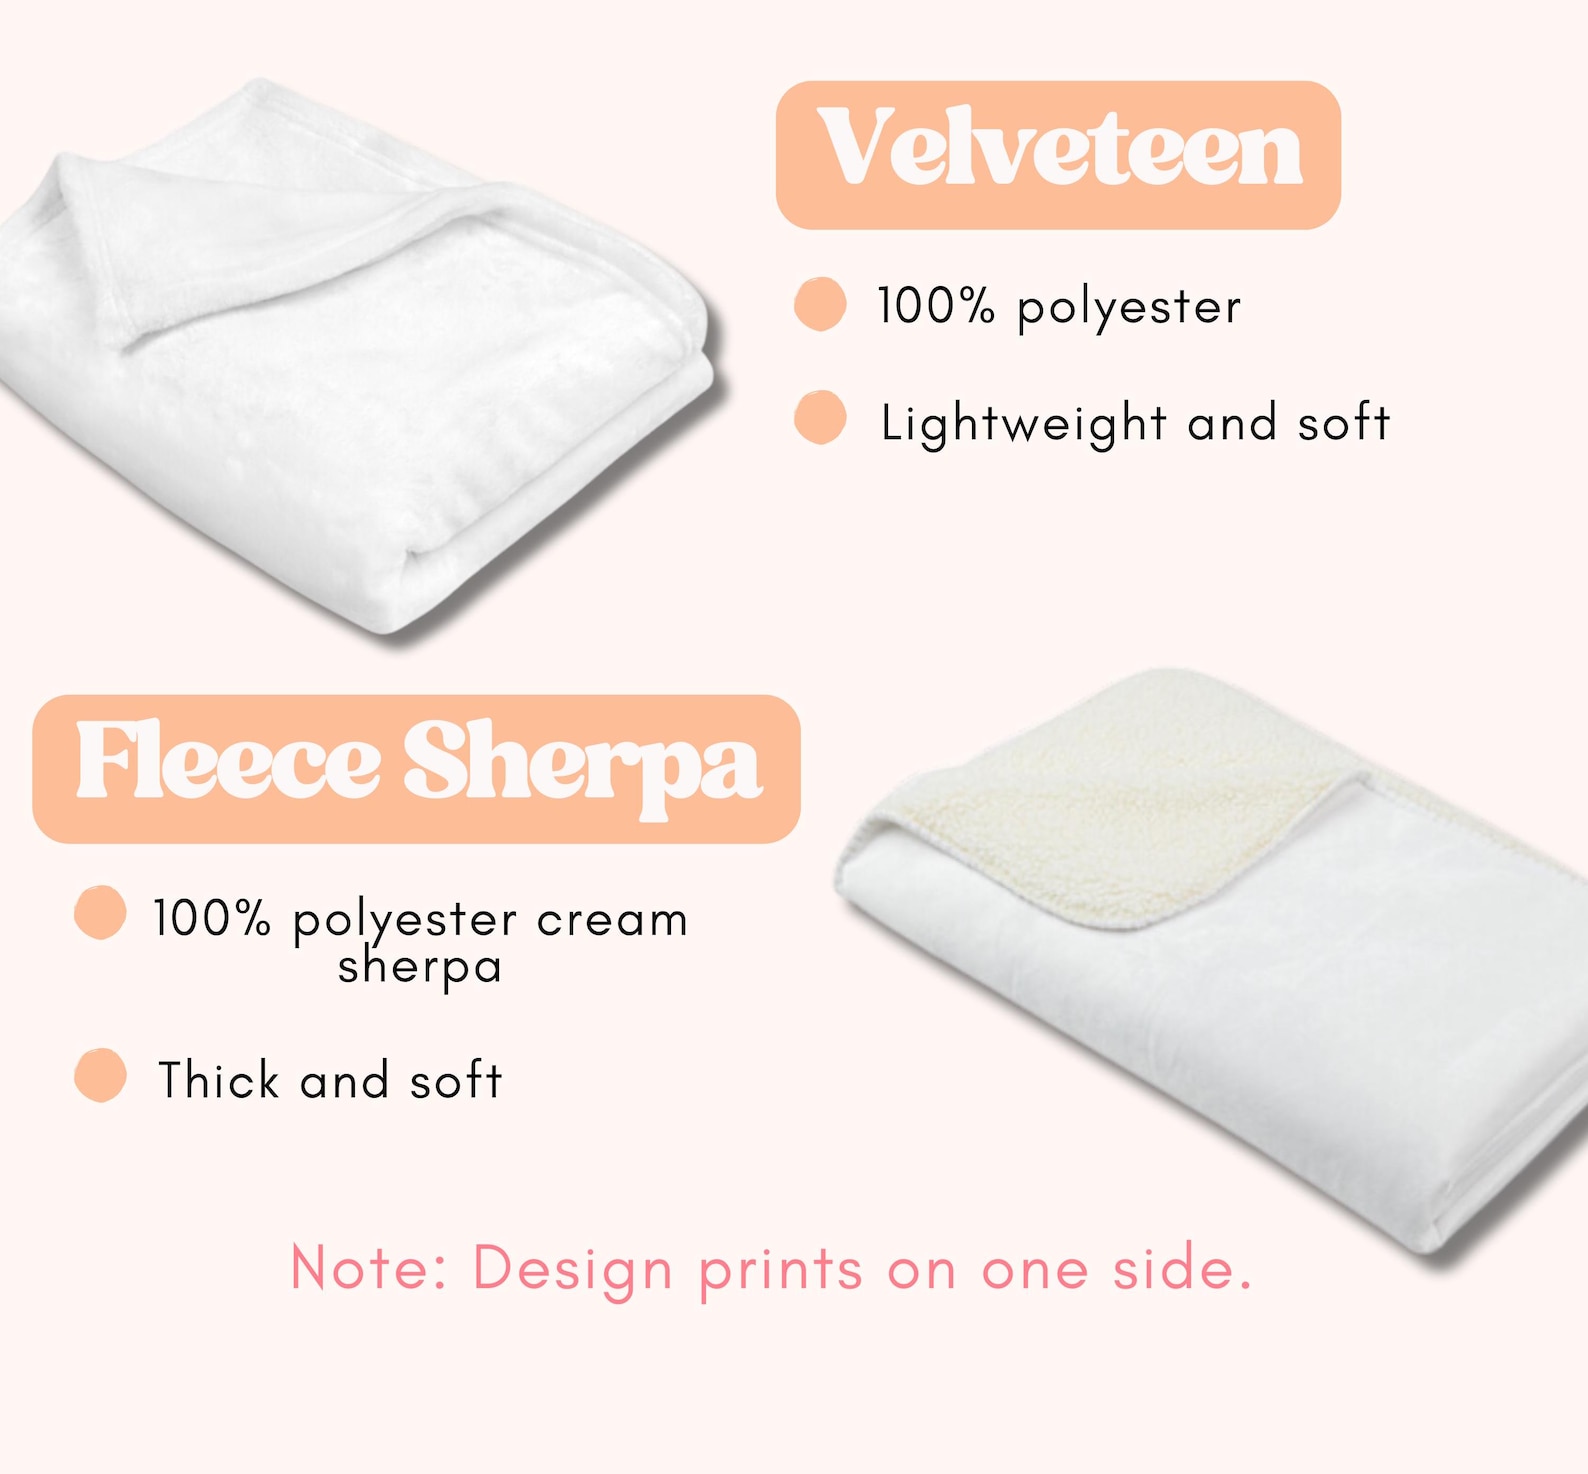 Velveteen
100% polyester
Lightweight and soft
Fleece Sherpa
100% polyester cream
sherpa
Thick and soft
Note: Design prints on one side.